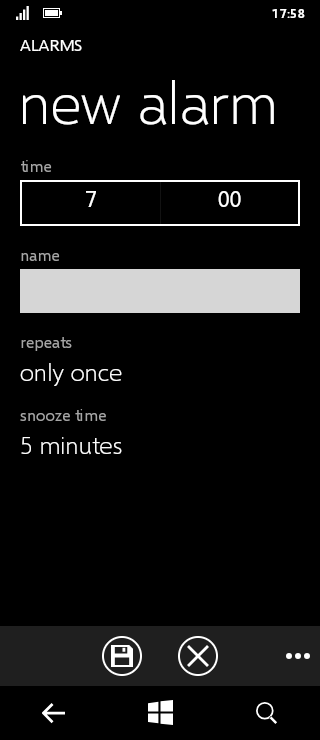 17:58
ALARMS
new alarm
time
7 00
name
repeats
only once
snooze time
5 minutes